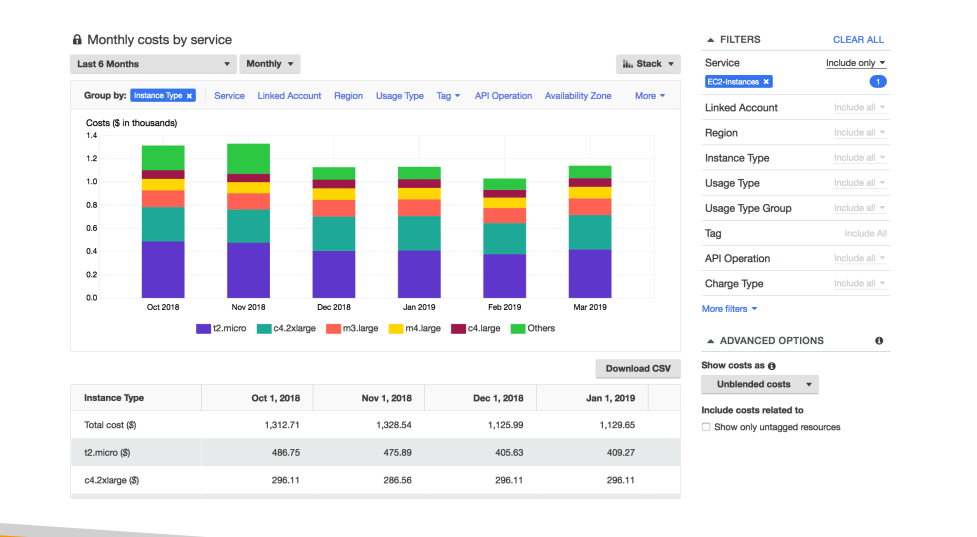 Monthly costs by service
Last 6 Months Monthly Stack
Group by: Instance Type × Service Linked Account Region Usage Type Tag API Operation Availability Zone More
Costs ($ in thousands)
1.4
1.2
1.0
0.8
0.6
0.4
0.2
0.0
Oct 2018 Nov 2018 Dec 2018 Jan 2019 Feb 2019 Mar 2019
t2.micro c4.2xlarge m3.large m4.large c4.large Others
Download CSV
Instance Type Oct 1, 2018 Nov 1, 2018 Dec 1, 2018 Jan 1, 2019
Total cost ($) 1,312.71 1,328.54 1,125.99 1,129.65
t2.micro ($) 486.75 475.89 405.63 409.27
c4.2xlarge ($) 296.11 286.56 296.11 296.11
FILTERS CLEAR ALL
Service Include only
EC2-Instances × 1
Linked Account Include all
Region Include all
Instance Type Include all
Usage Type Include all
Usage Type Group Include all
Tag Include All
API Operation Include all
Charge Type Include all
More filters
ADVANCED OPTIONS
Show costs as
Unblended costs
Include costs related to
Show only untagged resources